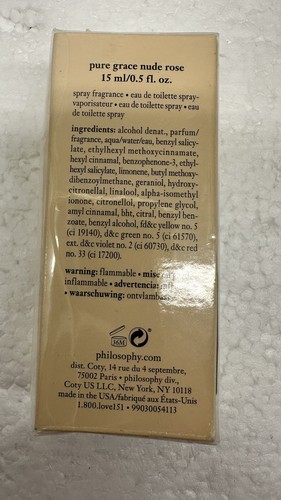 pure grace nude rose
15 ml/0.5 fl. oz.
spray fragrance • eau de toilette spray-
vaporisateur • eau de toilette spray • eau
de toilette spray
ingredients: alcohol denat., parfum/
fragrance, aqua/water/eau, benzyl salicy-
late, ethylhexyl methoxycinnamate,
hexyl cinnamal, benzophenone-3, ethyl-
hexyl salicylate, limonene, butyl methoxy-
dibenzoylmethane, geraniol, hydroxy-
citronellal, linalool, alpha-isomethyl
ionone, citronellol, propylene glycol,
amyl cinnamal, bht, citral, benzyl ben-
zoate, benzyl alcohol, fd&c yellow no. 5
(ci 19140), d&c green no. 5 (ci 61570),
ext. d&c violet no. 2 (ci 60730), d&c red
no. 33 (ci 17200).
warning: flammable •
inflammable • advertencia:
• waarschuwing: ontvlambaar
36M
philosophy.com
dist. Coty, 14 rue du 4 septembre,
75002 Paris • philosophy div.,
Coty US LLC, New York, NY 10118
made in the USA/fabriqué aux États-Unis
1.800.love151 • 99030054113